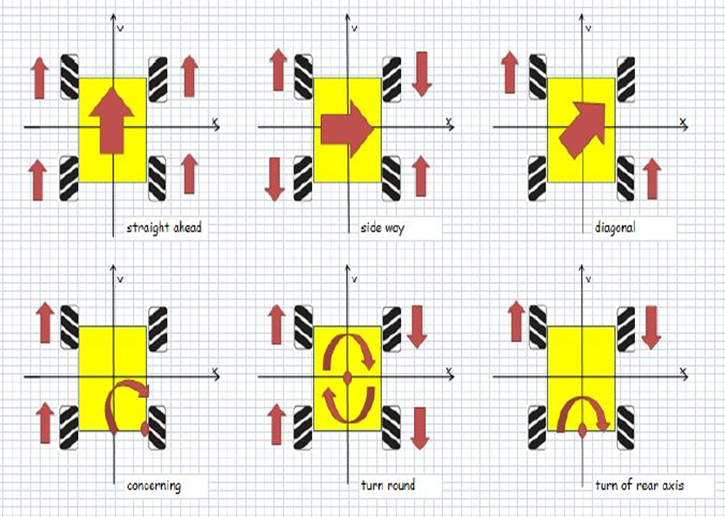 v
v
v
x
x
x
straight ahead
side way
diagonal
v
v
v
x
x
x
concerning
turn round
turn of rear axis